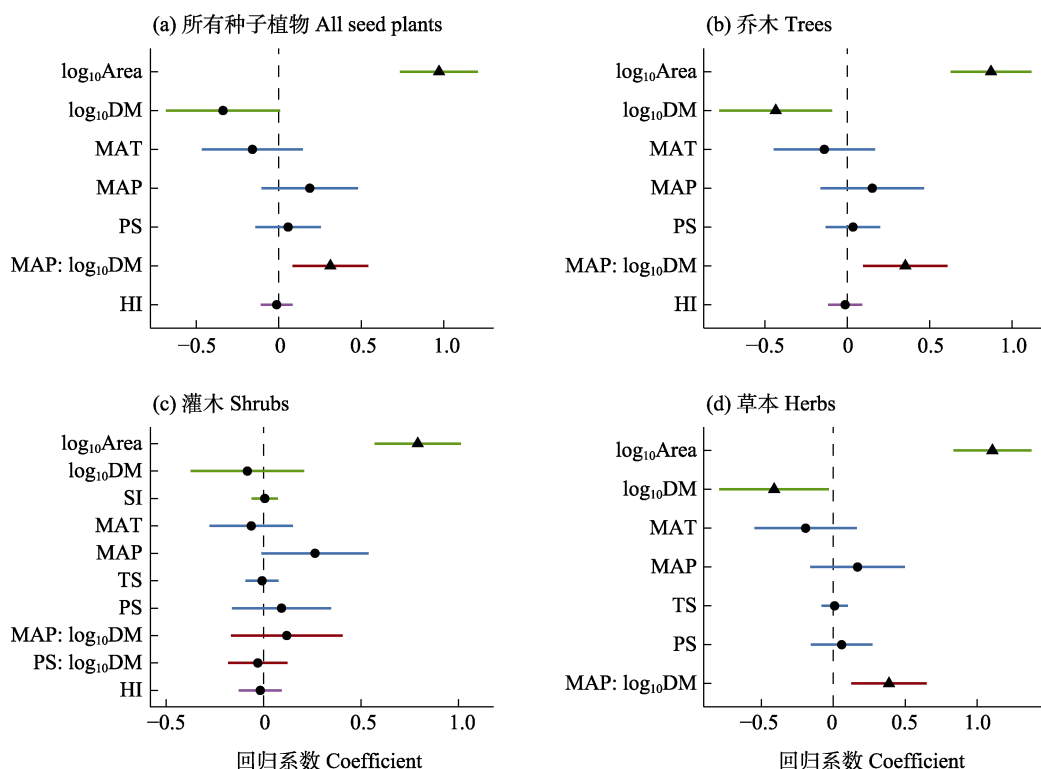 (a) 所有种子植物 All seed plants
log₁₀Area
log₁₀DM
MAT
MAP
PS
MAP: log₁₀DM
HI
−0.5 0 0.5 1.0
(b) 乔木 Trees
log₁₀Area
log₁₀DM
MAT
MAP
PS
MAP: log₁₀DM
HI
−0.5 0 0.5 1.0
(c) 灌木 Shrubs
log₁₀Area
log₁₀DM
SI
MAT
MAP
TS
PS
MAP: log₁₀DM
PS: log₁₀DM
HI
−0.5 0 0.5 1.0
回归系数 Coefficient
(d) 草本 Herbs
log₁₀Area
log₁₀DM
MAT
MAP
TS
PS
MAP: log₁₀DM
−0.5 0 0.5 1.0
回归系数 Coefficient